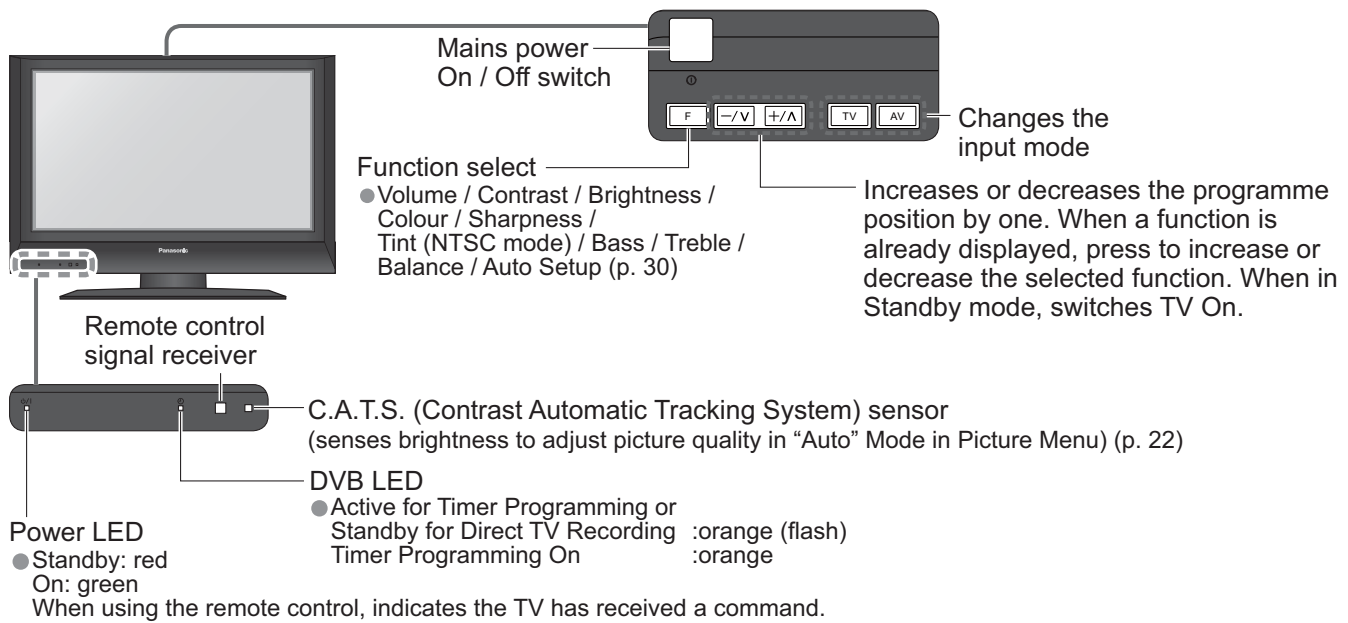 Mains power
On / Off switch
F
−/∨
+/∧
TV
AV
Changes the
input mode
Function select
● Volume / Contrast / Brightness /
Colour / Sharpness /
Tint (NTSC mode) / Bass / Treble /
Balance / Auto Setup (p. 30)
Increases or decreases the programme
position by one. When a function is
already displayed, press to increase or
decrease the selected function. When in
Standby mode, switches TV On.
Panasonic
Remote control
signal receiver
C.A.T.S. (Contrast Automatic Tracking System) sensor
(senses brightness to adjust picture quality in “Auto” Mode in Picture Menu) (p. 22)
DVB LED
● Active for Timer Programming or
Standby for Direct TV Recording :orange (flash)
Timer Programming On :orange
Power LED
● Standby: red
On: green
When using the remote control, indicates the TV has received a command.